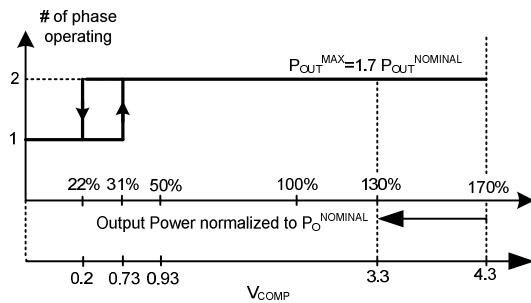 # of phase
operating
P_OUT^MAX=1.7 P_OUT^NOMINAL
2
1
22% 31% 50% 100% 130% 170%
Output Power normalized to P_O^NOMINAL
0.2 0.73 0.93 3.3 4.3
V_COMP